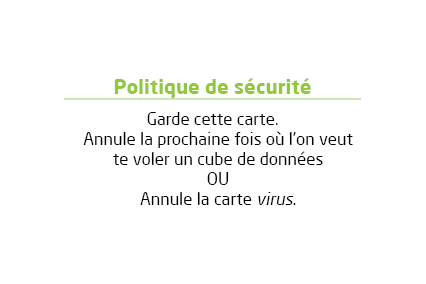 Politique de sécurité
Garde cette carte.
Annule la prochaine fois où l'on veut
te voler un cube de données
OU
Annule la carte virus.